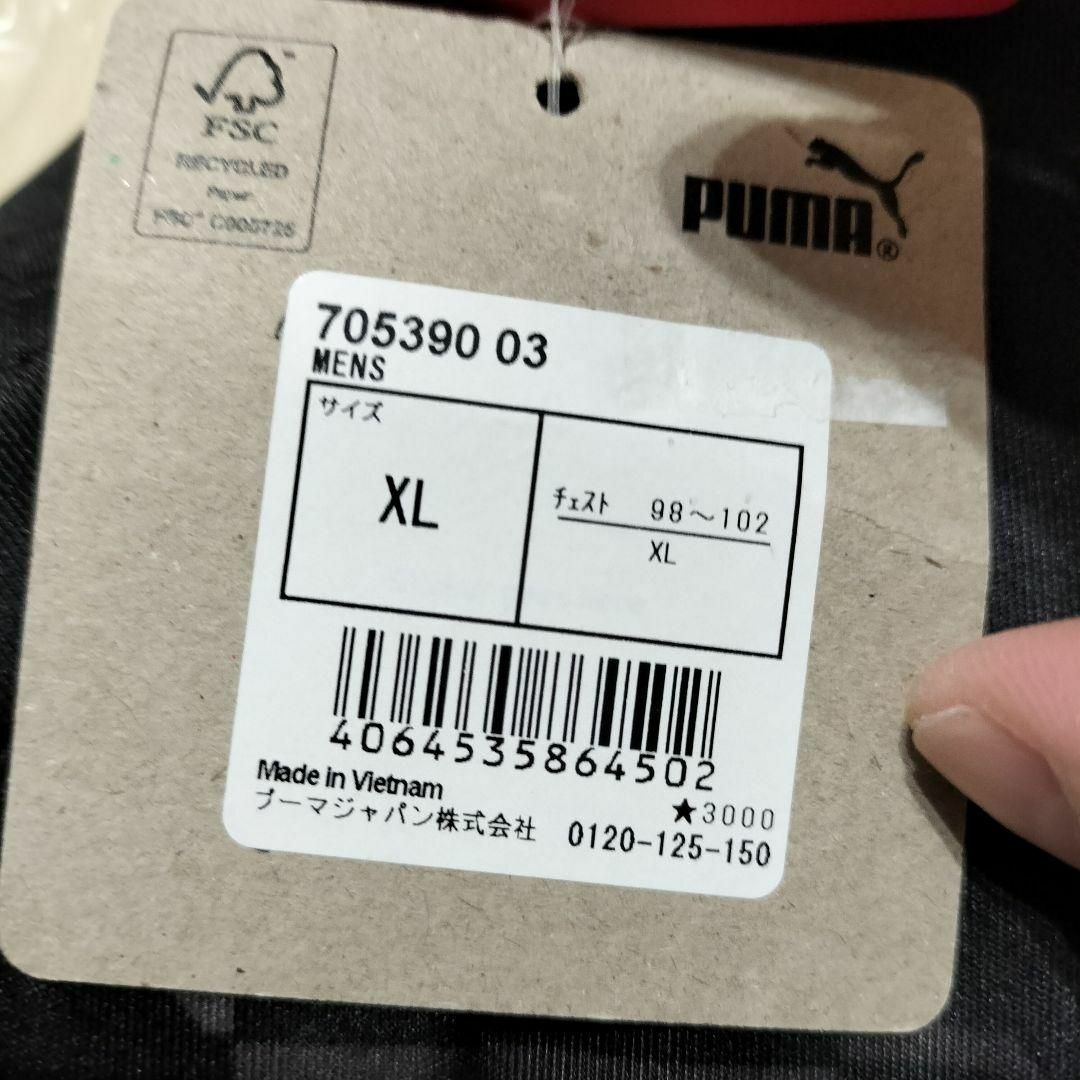 FSC
RECYCLED
Paper
PUMA®
705390 03
MENS
サイズ
XL
チェスト 98～102
XL
4064535864502
Made in Vietnam
★3000
プーマジャパン株式会社 0120-125-150